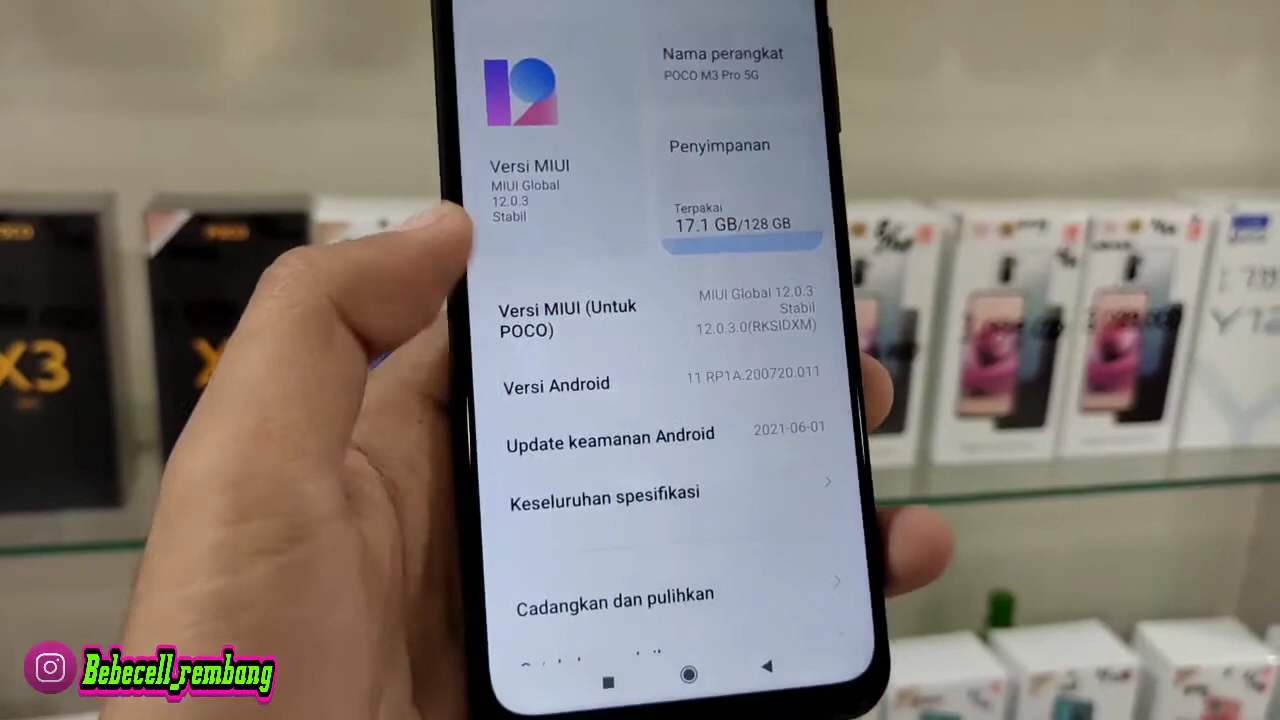 Nama perangkat
POCO M3 Pro 5G
Versi MIUI
MIUI Global
12.0.3
Stabil
Penyimpanan
Terpakai
17.1 GB/128 GB
Versi MIUI (Untuk
POCO)
MIUI Global 12.0.3
Stabil
12.0.3.0(RKSIDXM)
Versi Android
11 RP1A.200720.011
Update keamanan Android
2021-06-01
Keseluruhan spesifikasi
Cadangkan dan pulihkan
X3
Bebecell_rembang